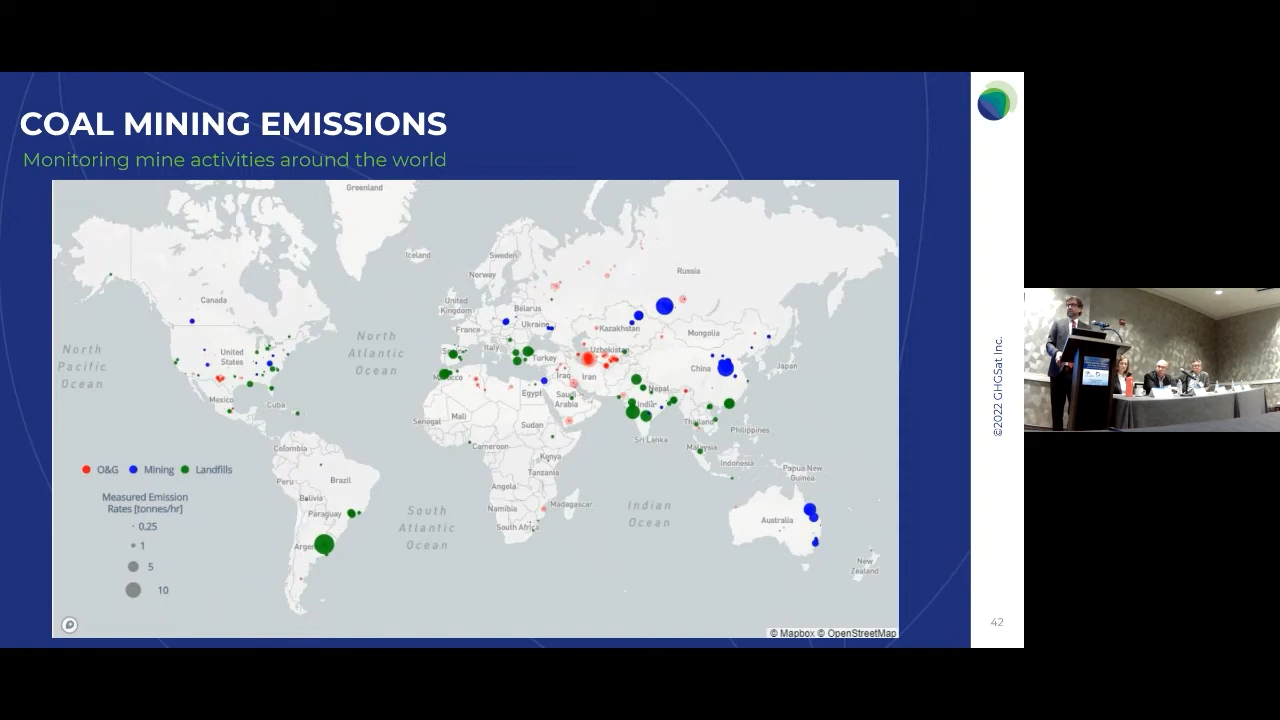 COAL MINING EMISSIONS
Monitoring mine activities around the world
Greenland
Iceland
Sweden
Norway
Russia
Canada
United
Kingdom
Belarus
North
Pacific
Ocean
North
Atlantic
Ocean
France
Ukraine
Kazakhstan
Mongolia
United
States
Italy
Turkey
Uzbekistan
China
Japan
Morocco
Iraq
Iran
Nepal
Mexico
Cuba
Egypt
Saudi
Arabia
India
Mali
Senegal
Sudan
Thailand
Philippines
Sri Lanka
Cameroon
Kenya
Malaysia
Colombia
Indonesia
Papua New
Guinea
Tanzania
Peru
Brazil
Angola
Bolivia
Namibia
Madagascar
Paraguay
South
Atlantic
Ocean
Indian
Ocean
South Africa
Australia
Argen
New
Zealand
O&G
Mining
Landfills
Measured Emission
Rates [tonnes/hr]
0.25
1
5
10
© Mapbox © OpenStreetMap
©2022 GHGSat Inc.
42